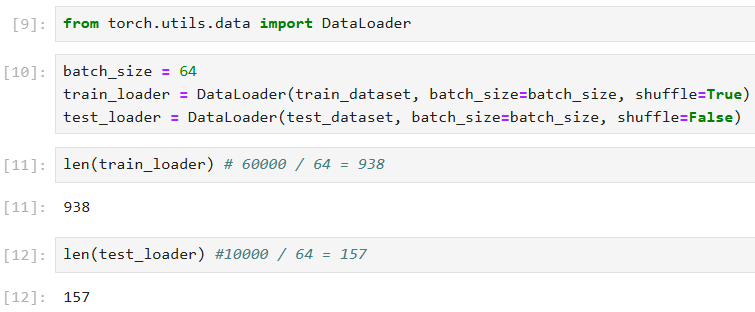 [9]: from torch.utils.data import DataLoader
[10]: batch_size = 64
train_loader = DataLoader(train_dataset, batch_size=batch_size, shuffle=True)
test_loader = DataLoader(test_dataset, batch_size=batch_size, shuffle=False)
[11]: len(train_loader) # 60000 / 64 = 938
[11]: 938
[12]: len(test_loader) #10000 / 64 = 157
[12]: 157